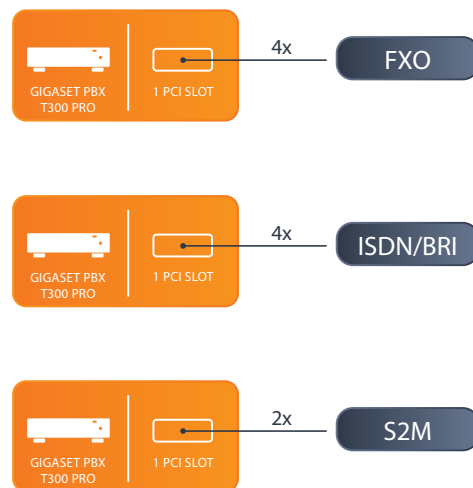 4x
FXO
GIGASET PBX
T300 PRO
1 PCI SLOT
4x
ISDN/BRI
GIGASET PBX
T300 PRO
1 PCI SLOT
2x
S2M
GIGASET PBX
T300 PRO
1 PCI SLOT